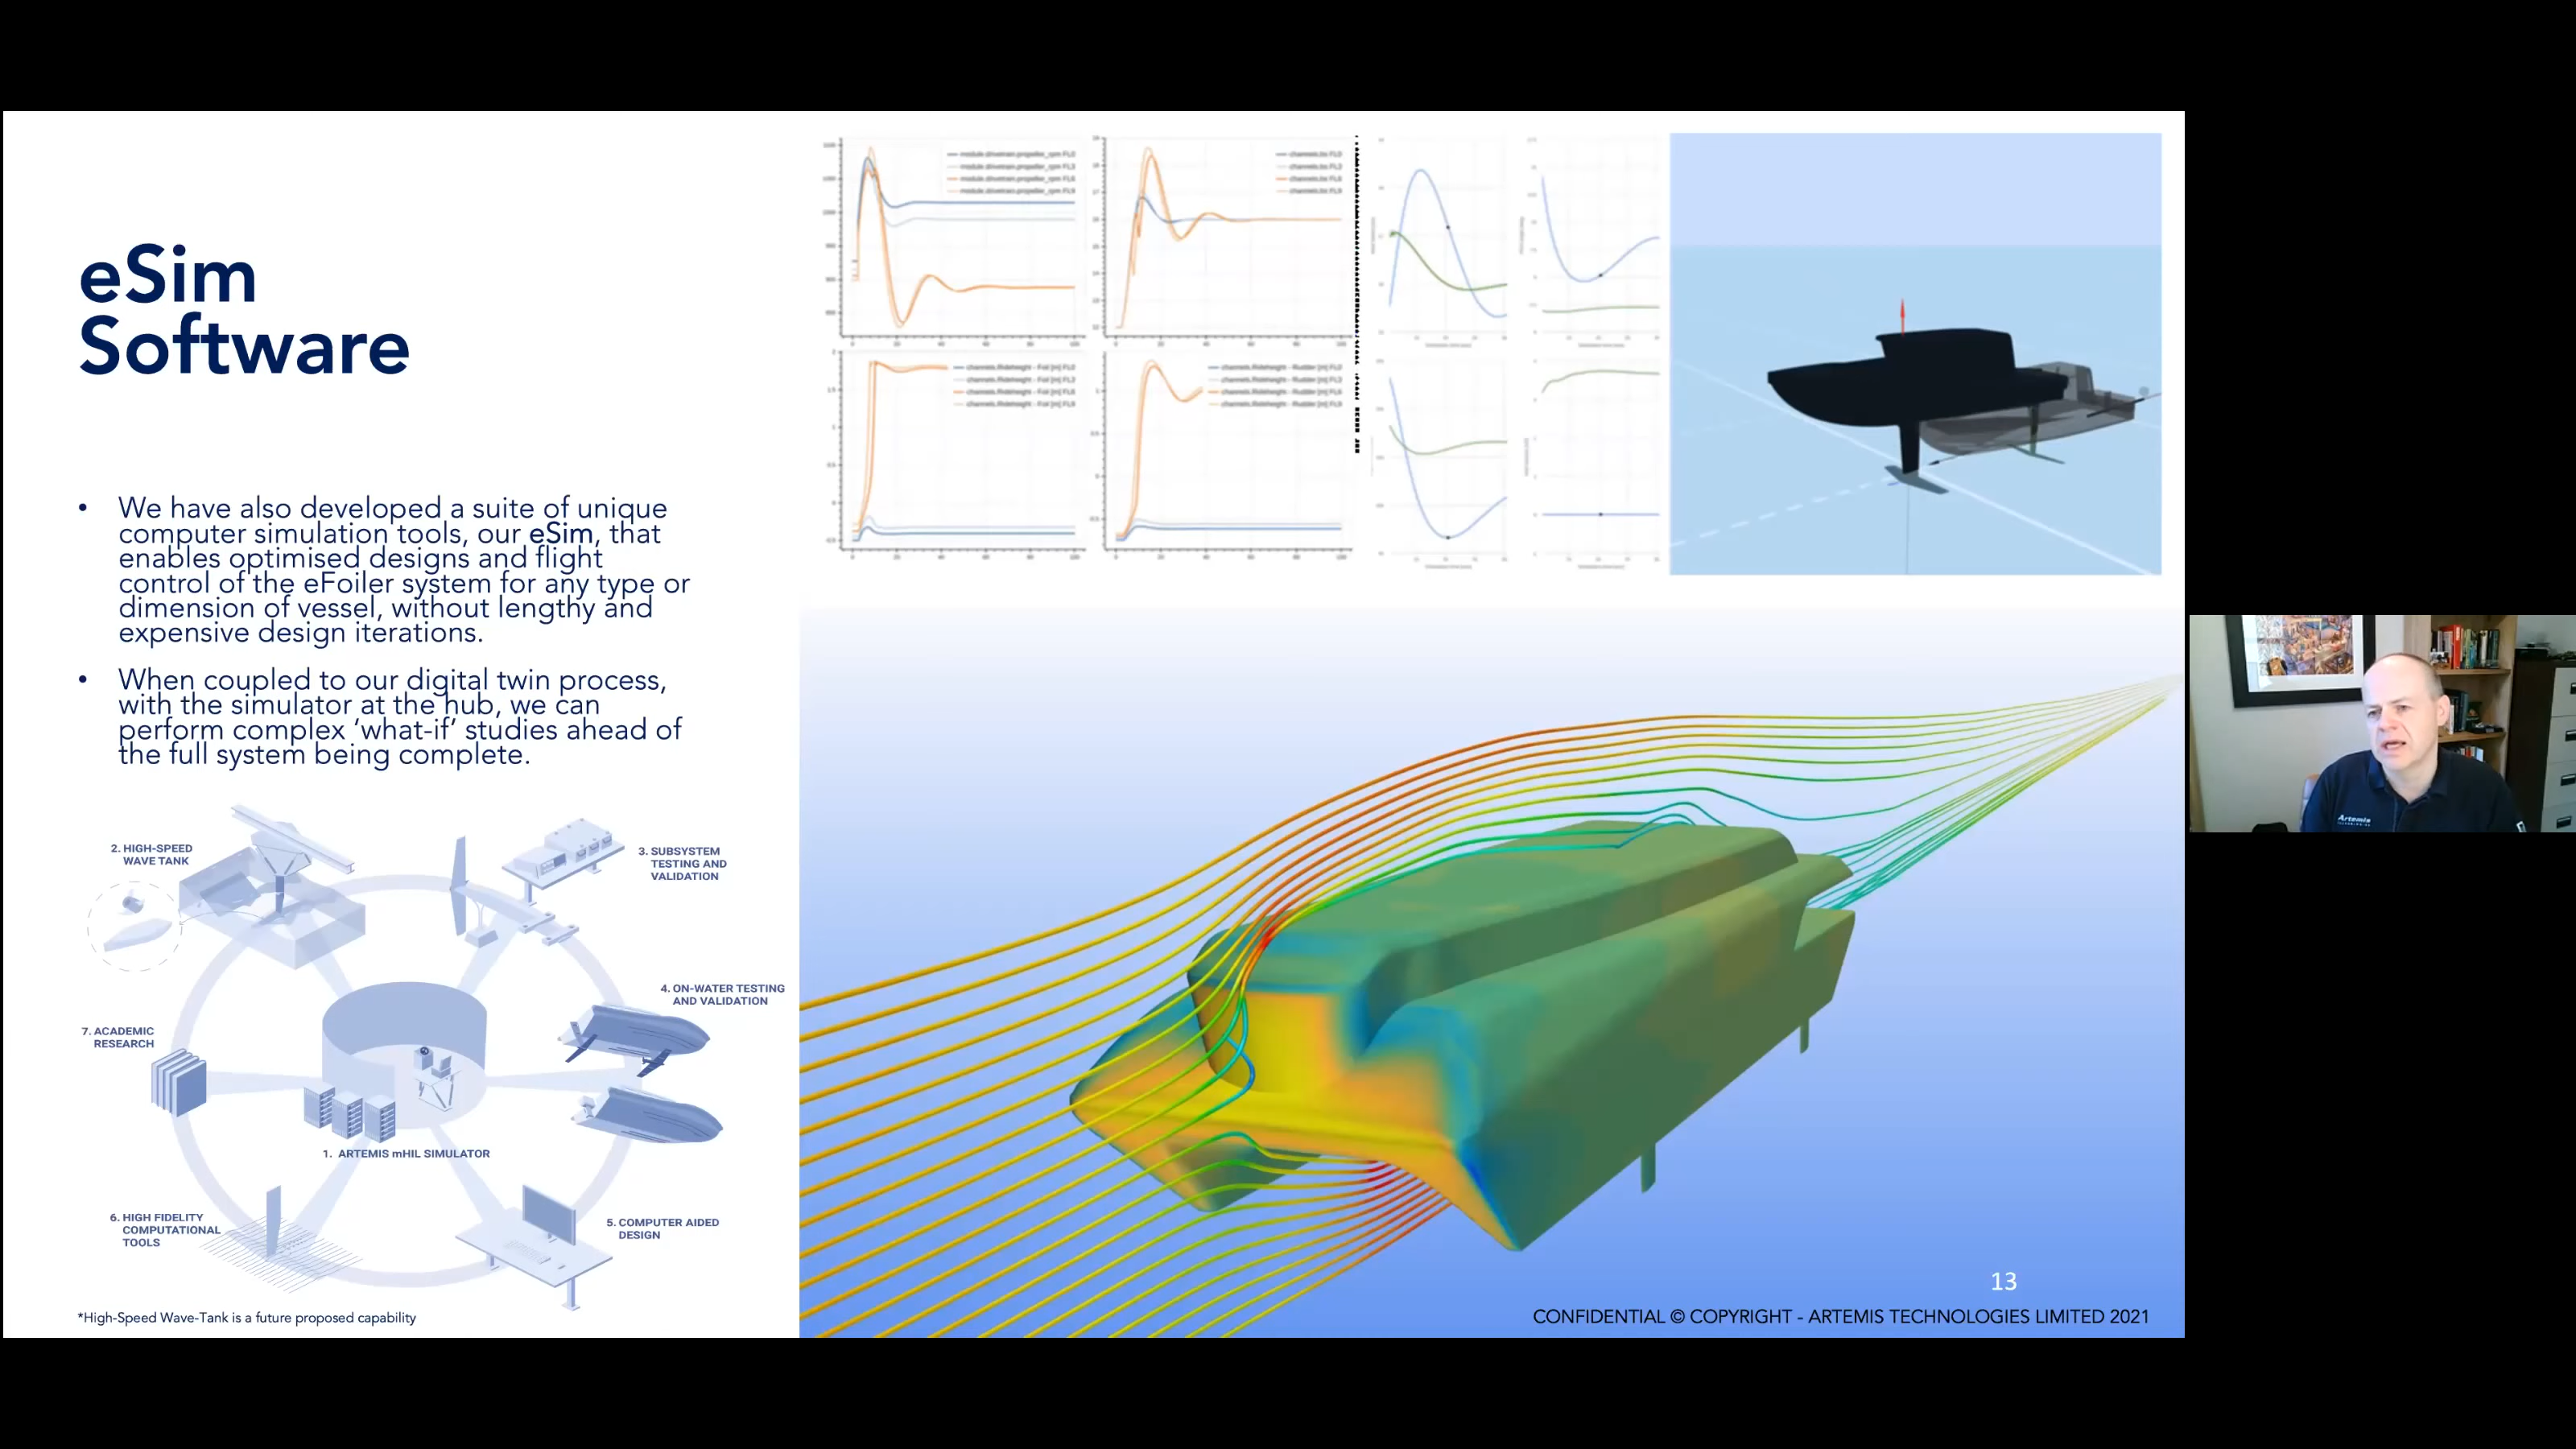 eSim
Software
• We have also developed a suite of unique
computer simulation tools, our eSim, that
enables optimised designs and flight
control of the eFoiler system for any type or
dimension of vessel, without lengthy and
expensive design iterations.
• When coupled to our digital twin process,
with the simulator at the hub, we can
perform complex ‘what-if’ studies ahead of
the full system being complete.
2. HIGH-SPEED
WAVE TANK
3. SUBSYSTEM
TESTING AND
VALIDATION
4. ON-WATER TESTING
AND VALIDATION
7. ACADEMIC
RESEARCH
1. ARTEMIS mHIL SIMULATOR
6. HIGH FIDELITY
COMPUTATIONAL
TOOLS
5. COMPUTER AIDED
DESIGN
*High-Speed Wave-Tank is a future proposed capability
13
CONFIDENTIAL © COPYRIGHT - ARTEMIS TECHNOLOGIES LIMITED 2021
Artemis